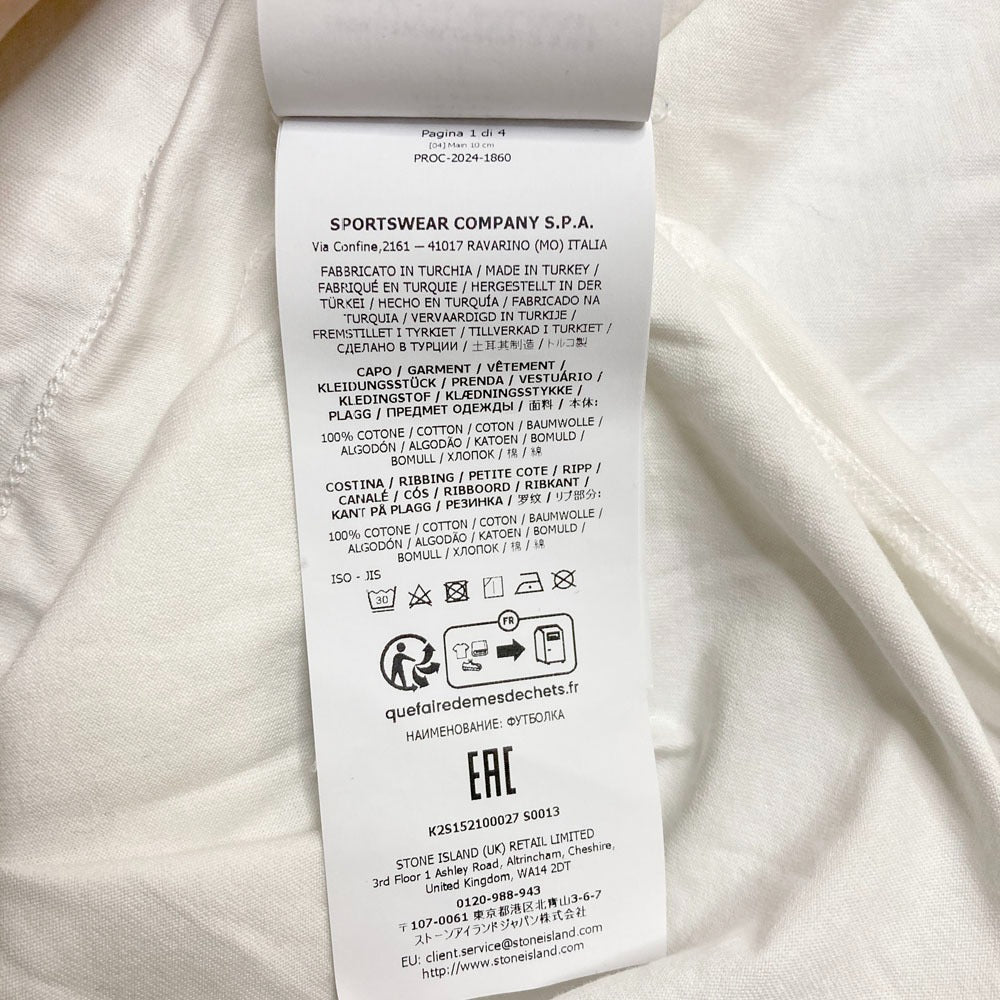 Pagina 1 di 4
[04] Main 10 cm
PROC-2024-1860
SPORTSWEAR COMPANY S.P.A.
Via Confine,2161 — 41017 RAVARINO (MO) ITALIA
FABBRICATO IN TURCHIA / MADE IN TURKEY /
FABRIQUÉ EN TURQUIE / HERGESTELLT IN DER
TÜRKEI / HECHO EN TURQUÍA / FABRICADO NA
TURQUIA / VERVAARDIGD IN TURKIJE /
FREMSTILLET I TYRKIET / TILLVERKAD I TURKIET /
СДЕЛАНО В ТУРЦИИ / 土耳其制造 / トルコ製
CAPO / GARMENT / VÊTEMENT /
KLEIDUNGSSTÜCK / PRENDA / VESTUÁRIO /
KLEDINGSTOF / KLÆDNINGSSTYKKE /
PLAGG / ПРЕДМЕТ ОДЕЖДЫ / 面料 / 本体:
100% COTONE / COTTON / COTON / BAUMWOLLE /
ALGODÓN / ALGODÃO / KATOEN / BOMULD /
BOMULL / ХЛОПОК / 棉 / 綿
COSTINA / RIBBING / PETITE COTE / RIPP /
CANALÉ / CÓS / RIBBOORD / RIBKANT /
KANT PÅ PLAGG / РЕЗИНКА / 罗纹 / リブ部分:
100% COTONE / COTTON / COTON / BAUMWOLLE /
ALGODÓN / ALGODÃO / KATOEN / BOMULD /
BOMULL / ХЛОПОК / 棉 / 綿
ISO - JIS
30
FR
quefairedemesdechets.fr
НАИМЕНОВАНИЕ: ФУТБОЛКА
EAC
K2S152100027 S0013
STONE ISLAND (UK) RETAIL LIMITED
3rd Floor 1 Ashley Road, Altrincham, Cheshire,
United Kingdom, WA14 2DT
0120-988-943
〒107-0061 東京都港区北青山3-6-7
ストーンアイランドジャパン株式会社
EU: client.service@stoneisland.com
http://www.stoneisland.com